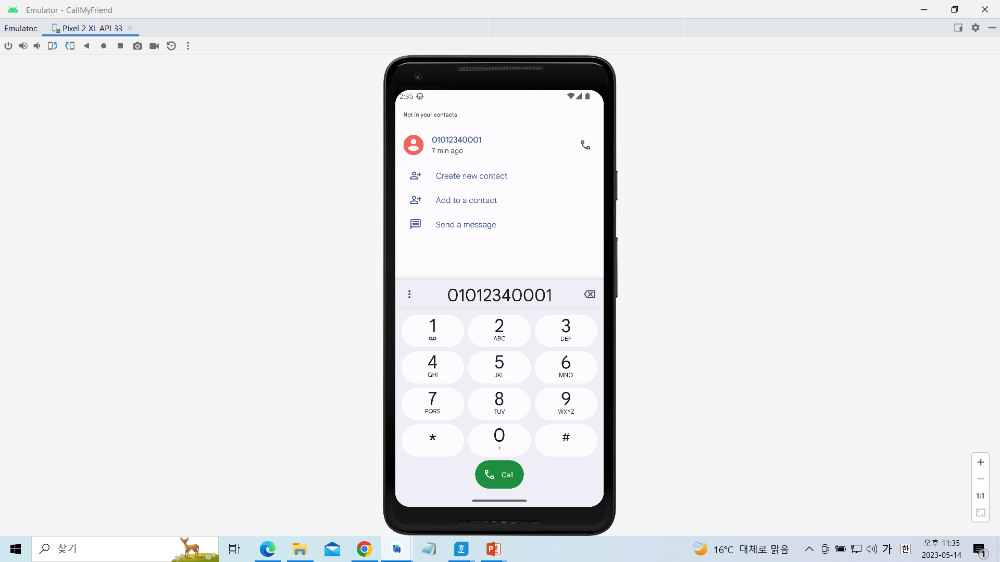 Emulator - CallMyFriend
Emulator:
Pixel 2 XL API 33
2:35
Not in your contacts
01012340001
7 min ago
Create new contact
Add to a contact
Send a message
01012340001
1
2
ABC
3
DEF
4
GHI
5
JKL
6
MNO
7
PQRS
8
TUV
9
WXYZ
*
0
+
#
Call
1:1
찾기
16°C 대체로 맑음
가
한
오후 11:35
2023-05-14
1